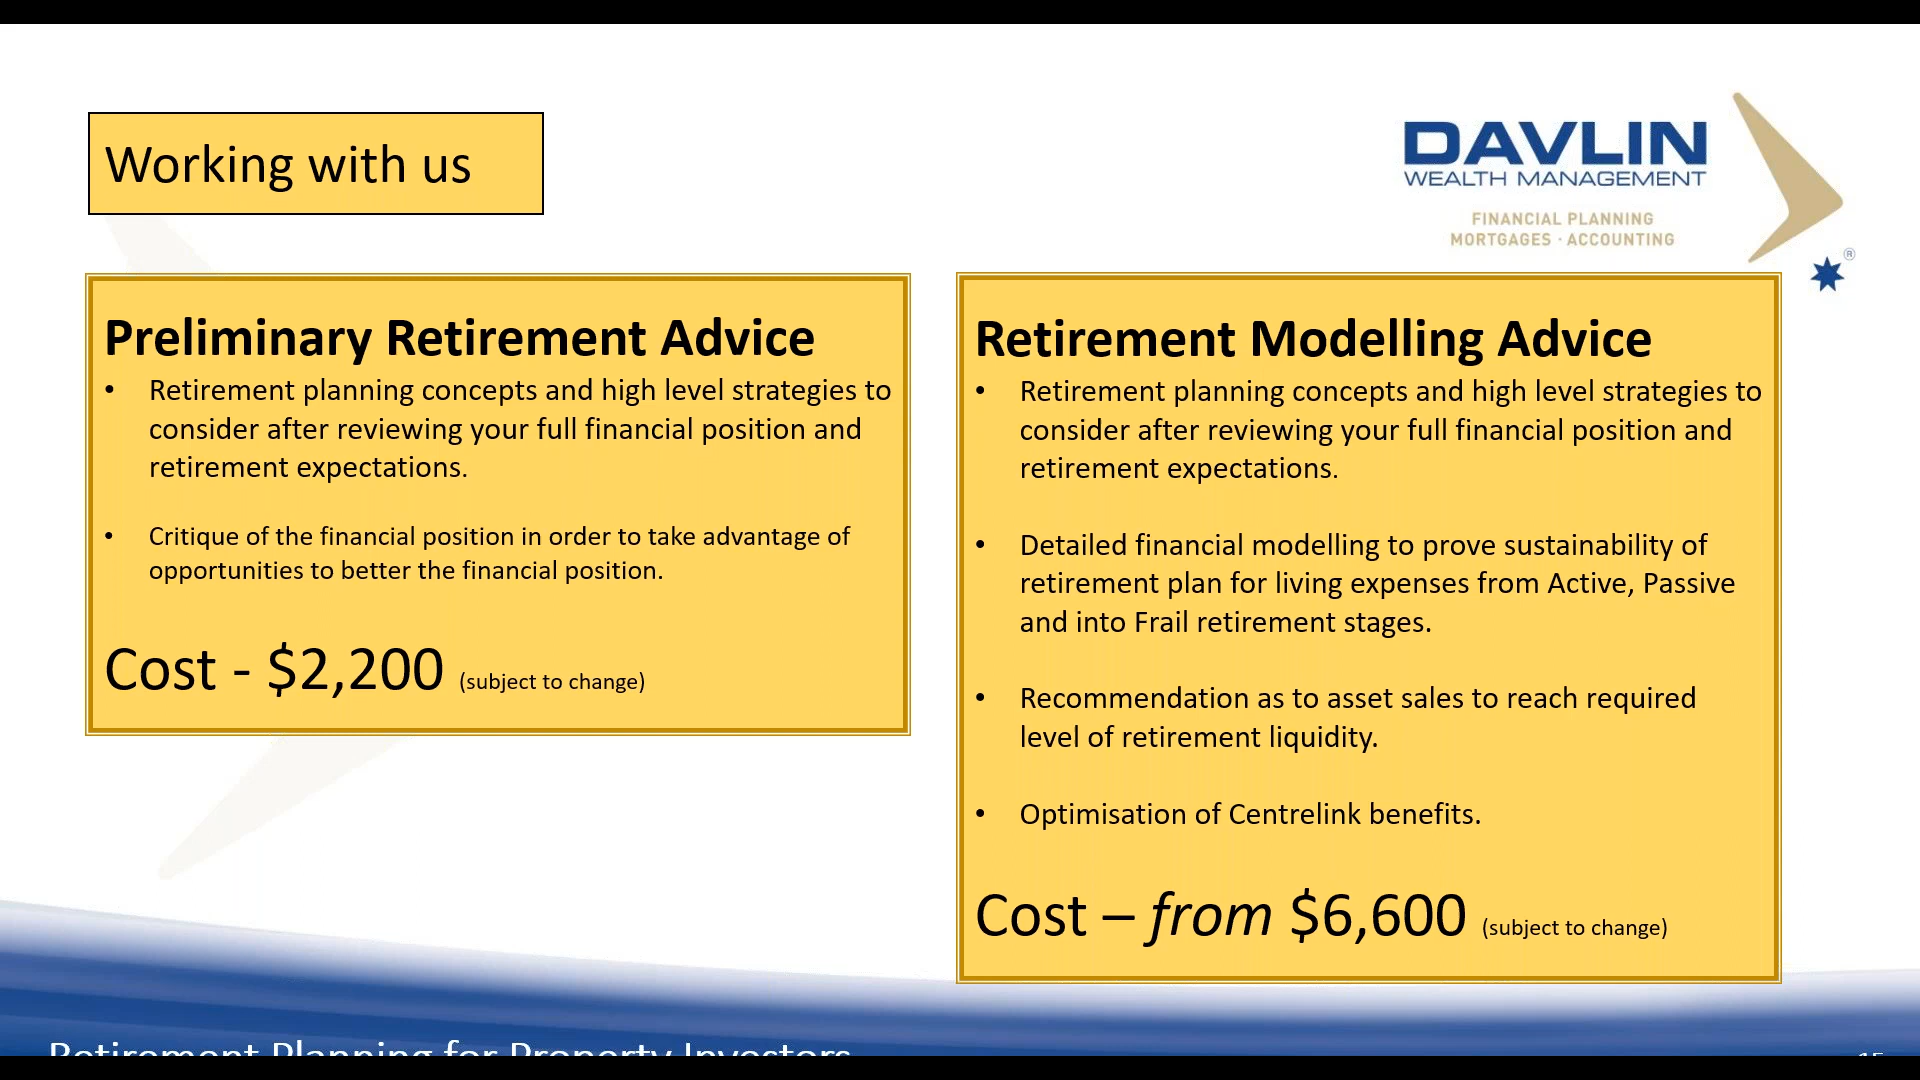 Working with us
DAVLIN
WEALTH MANAGEMENT
FINANCIAL PLANNING
MORTGAGES · ACCOUNTING
®
Preliminary Retirement Advice
• Retirement planning concepts and high level strategies to
consider after reviewing your full financial position and
retirement expectations.
• Critique of the financial position in order to take advantage of
opportunities to better the financial position.
Cost - $2,200 (subject to change)
Retirement Modelling Advice
• Retirement planning concepts and high level strategies to
consider after reviewing your full financial position and
retirement expectations.
• Detailed financial modelling to prove sustainability of
retirement plan for living expenses from Active, Passive
and into Frail retirement stages.
• Recommendation as to asset sales to reach required
level of retirement liquidity.
• Optimisation of Centrelink benefits.
Cost – from $6,600 (subject to change)
Retirement Planning for Property Investors